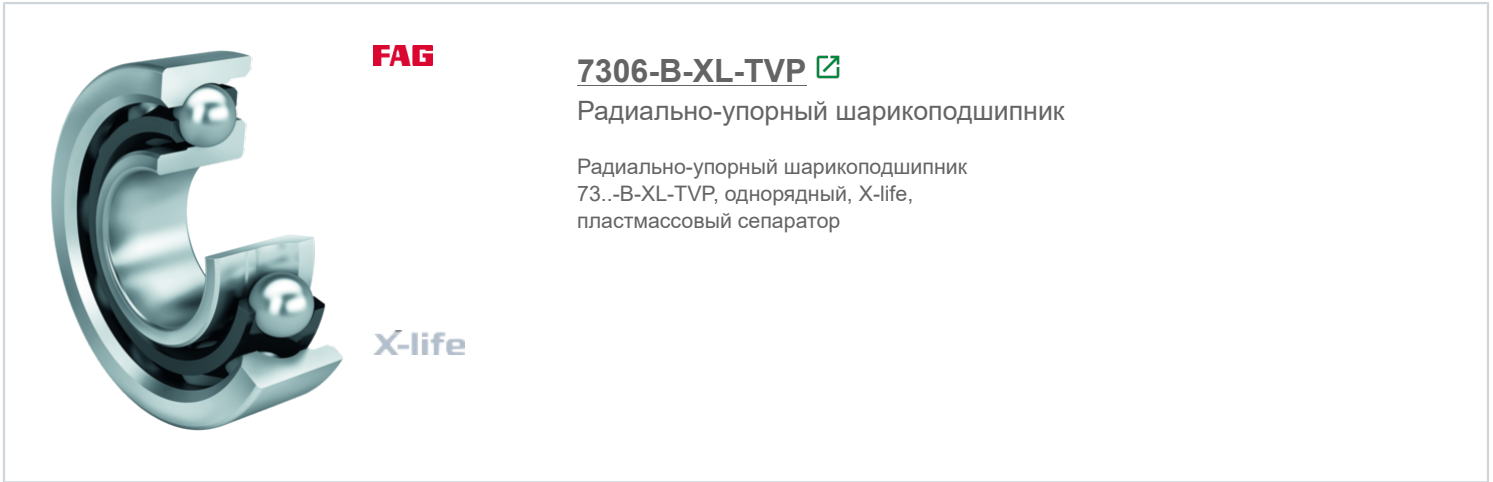 FAG
7306-B-XL-TVP
Радиально-упорный шарикоподшипник
Радиально-упорный шарикоподшипник
73..-B-XL-TVP, однорядный, X-life,
пластмассовый сепаратор
X-life